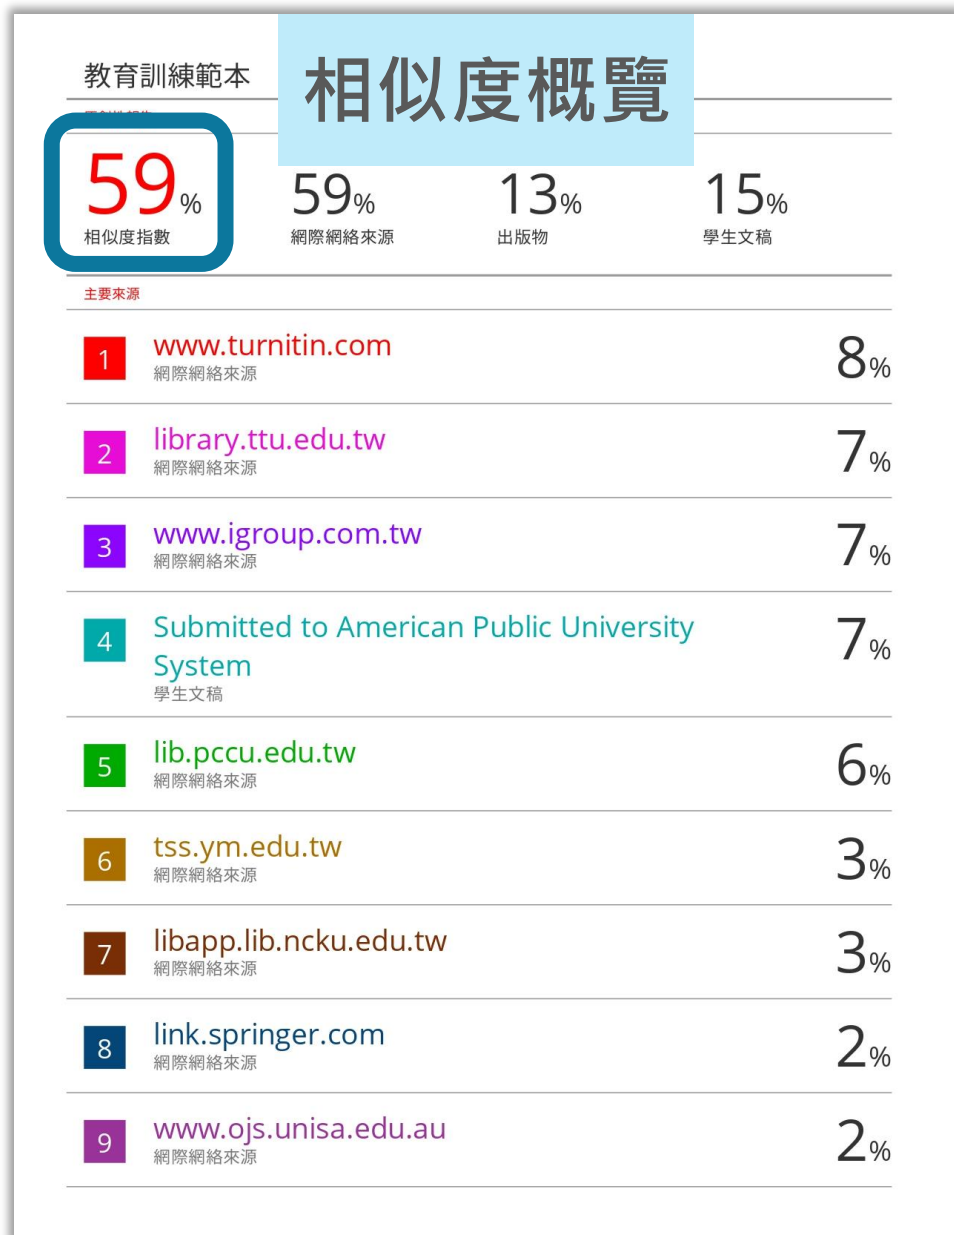 相似度概覽
教育訓練範本
59%
相似度指數
59%
網際網絡來源
13%
出版物
15%
學生文稿
主要來源
1
www.turnitin.com
網際網絡來源
8%
2
library.ttu.edu.tw
網際網絡來源
7%
3
www.igroup.com.tw
網際網絡來源
7%
4
Submitted to American Public University
System
學生文稿
7%
5
lib.pccu.edu.tw
網際網絡來源
6%
6
tss.ym.edu.tw
網際網絡來源
3%
7
libapp.lib.ncku.edu.tw
網際網絡來源
3%
8
link.springer.com
網際網絡來源
2%
9
www.ojs.unisa.edu.au
網際網絡來源
2%